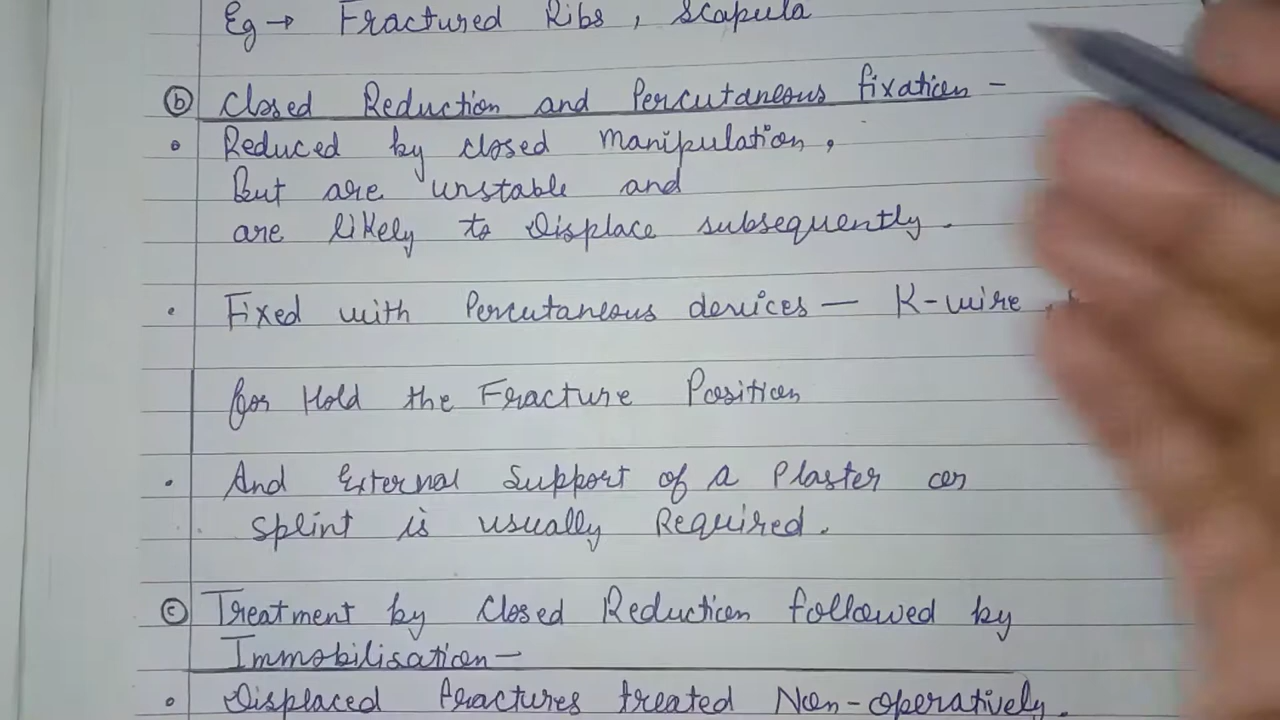 Eg → Fractured Ribs, Scapula
ⓑ Closed Reduction and Percutaneous fixation -
• Reduced by closed Manipulation,
But are unstable and
are likely to Displace subsequently.
• Fixed with Percutaneous devices — K-wire
for Hold the Fracture Position
• And External Support of a Plaster or
splint is usually Required.
ⓒ Treatment by Closed Reduction followed by
Immobilisation -
• Displaced fractures treated Non-operatively.